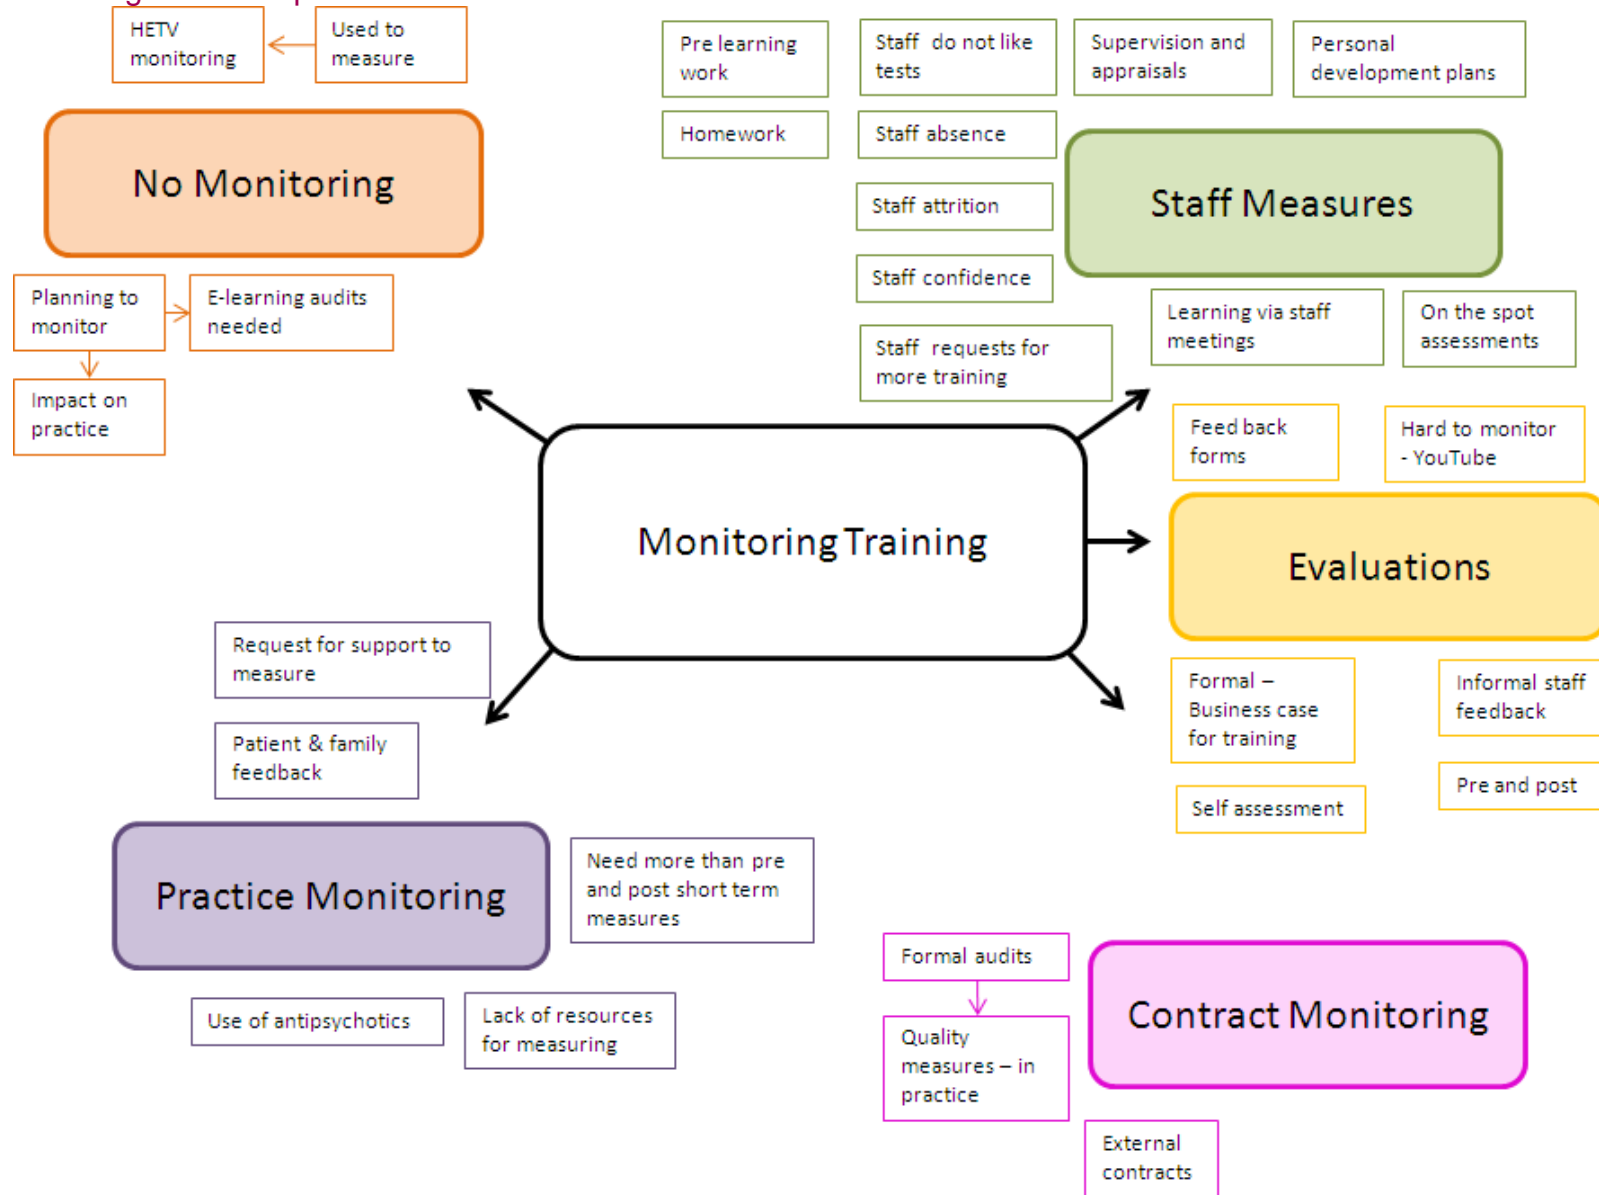 HETV
monitoring
Used to
measure
No Monitoring
Planning to
monitor
E-learning audits
needed
Impact on
practice
Pre learning
work
Staff do not like
tests
Supervision and
appraisals
Personal
development plans
Homework
Staff absence
Staff attrition
Staff confidence
Staff requests for
more training
Staff Measures
Learning via staff
meetings
On the spot
assessments
Monitoring Training
Feed back
forms
Hard to monitor
- YouTube
Evaluations
Formal –
Business case
for training
Informal staff
feedback
Self assessment
Pre and post
Request for support to
measure
Patient & family
feedback
Practice Monitoring
Need more than pre
and post short term
measures
Use of antipsychotics
Lack of resources
for measuring
Formal audits
Quality
measures – in
practice
Contract Monitoring
External
contracts